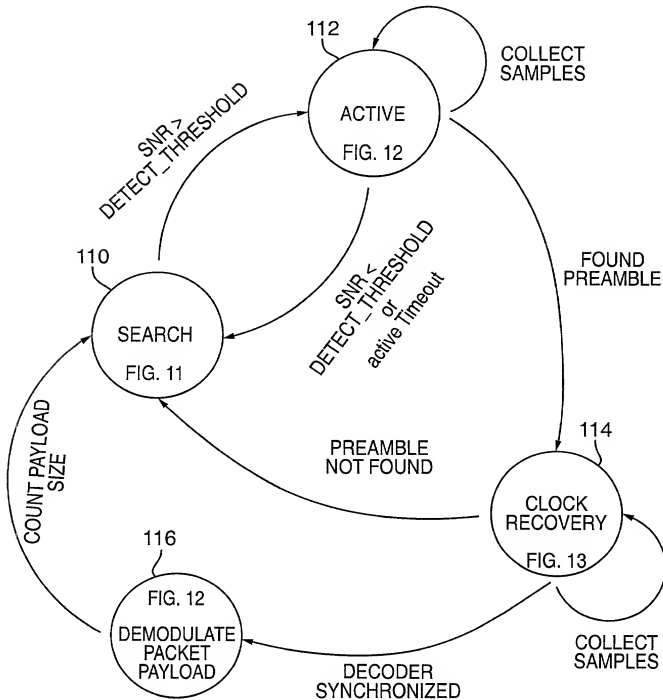 112
COLLECT
SAMPLES
ACTIVE
FIG. 12
SNR >
DETECT_THRESHOLD
110
SEARCH
FIG. 11
SNR <
DETECT_THRESHOLD
or
active Timeout
FOUND
PREAMBLE
114
CLOCK
RECOVERY
FIG. 13
PREAMBLE
NOT FOUND
COUNT PAYLOAD
SIZE
116
FIG. 12
DEMODULATE
PACKET
PAYLOAD
DECODER
SYNCHRONIZED
COLLECT
SAMPLES